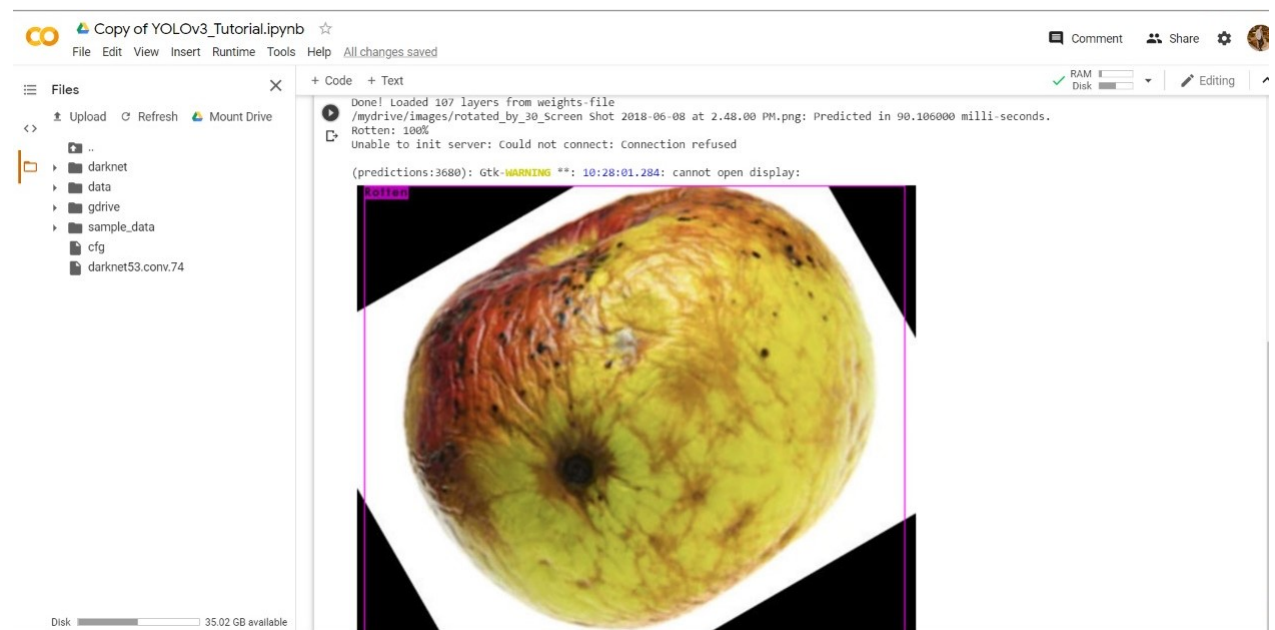 Copy of YOLOv3_Tutorial.ipynb
File Edit View Insert Runtime Tools Help All changes saved
Comment Share
Files
+ Code + Text
RAM
Disk
Editing
Upload Refresh Mount Drive
..
darknet
data
gdrive
sample_data
cfg
darknet53.conv.74
Done! Loaded 107 layers from weights-file
/mydrive/images/rotated_by_30_Screen Shot 2018-06-08 at 2.48.00 PM.png: Predicted in 90.106000 milli-seconds.
Rotten: 100%
Unable to init server: Could not connect: Connection refused
(predictions:3680): Gtk-WARNING **: 10:28:01.284: cannot open display:
Rotten
Disk 35.02 GB available